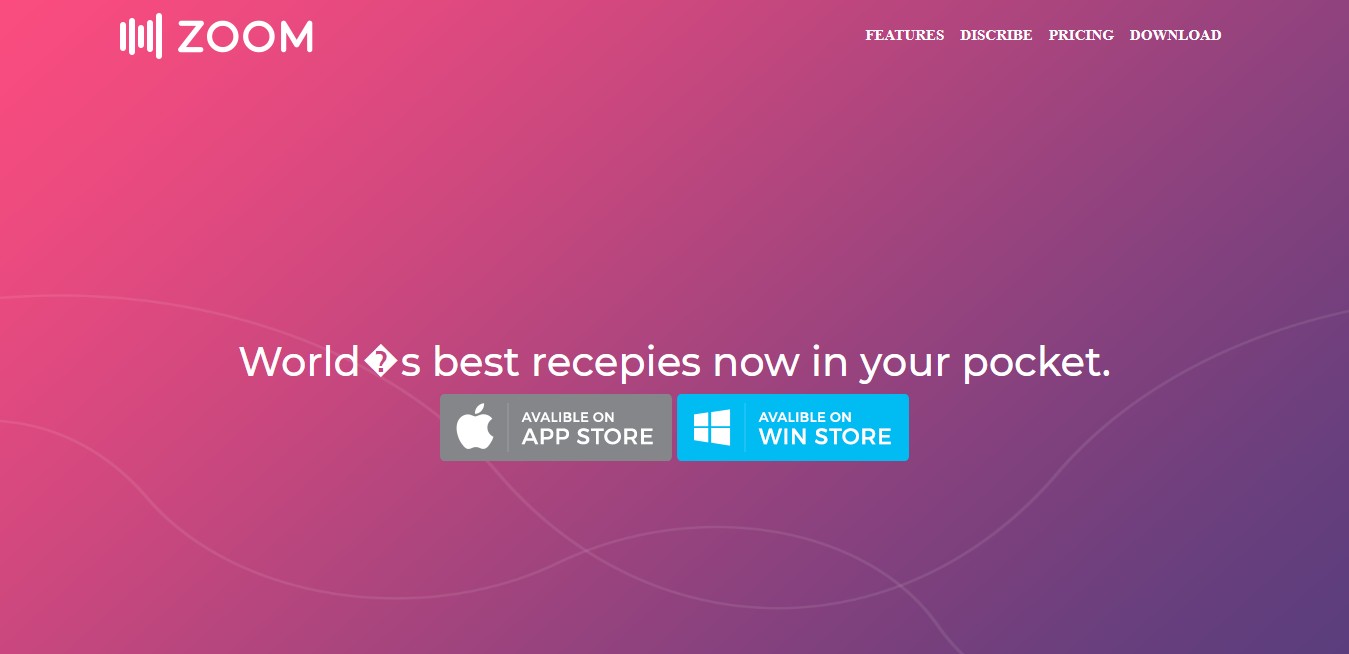 ZOOM
FEATURES DISCRIBE PRICING DOWNLOAD
World�s best recepies now in your pocket.
AVALIBLE ON
APP STORE
AVALIBLE ON
WIN STORE